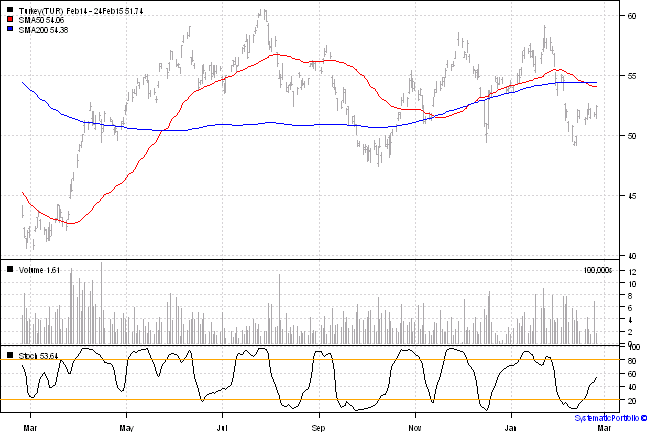 Turkey(TUR) Feb14 - 24Feb15 51.74
SMA50 54.06
SMA200 54.38
60
55
50
45
40
Volume 1.61
100,000s
12
10
8
6
4
2
0
Stoch 53.64
100
80
60
40
20
Mar May Jul Sep Nov Jan Mar
SystematicPortfolio ©